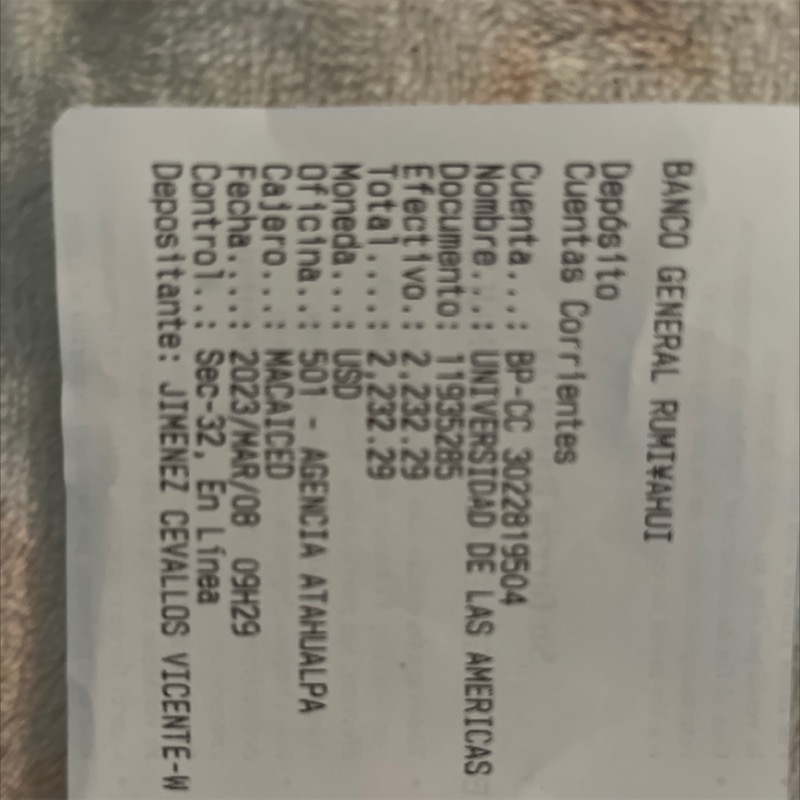 BANCO GENERAL RUMI¥AHUI
Depósito
Cuentas Corrientes
Cuenta...: BP-CC 3022819504
Nombre...: UNIVERSIDAD DE LAS AMERICAS
Documento: 11935285
Efectivo.: 2,232.29
Total....: 2,232.29
Moneda...: USD
Oficina..: 501 - AGENCIA ATAHUALPA
Cajero...: MACAICED
Fecha....: 2023/MAR/08 09H29
Control..: Sec-32, En Línea
Depositante: JIMENEZ CEVALLOS VICENTE-W